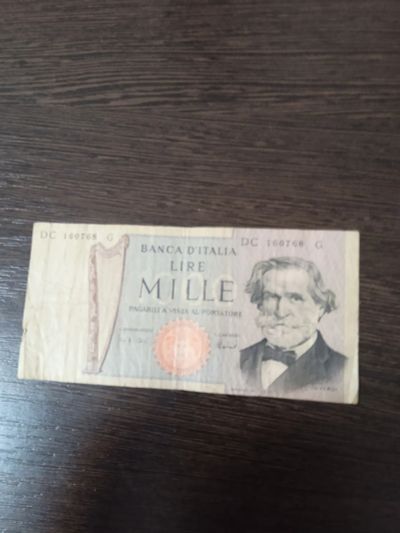 DC 160768 G
DC 160768 G
BANCA D'ITALIA
LIRE
MILLE
PAGABILI A VISTA AL PORTATORE